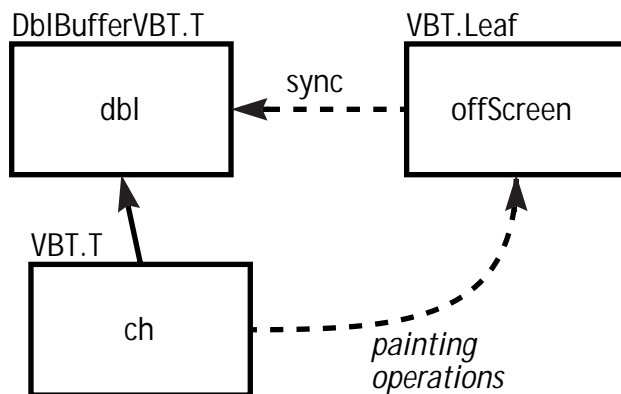 DblBufferVBT.T
VBT.Leaf
sync
dbl
offScreen
VBT.T
ch
painting
operations